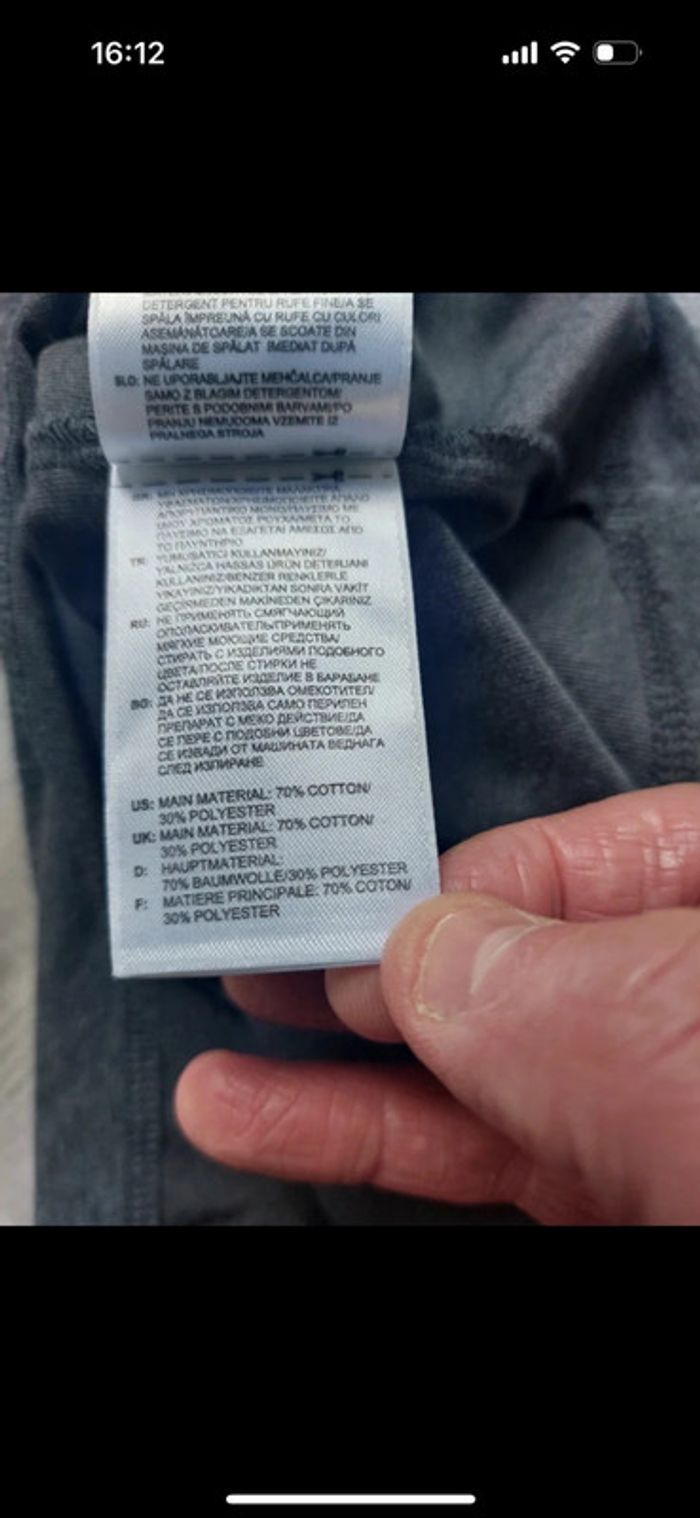 16:12
DETERGENT PENTRU RUFE FINE/A SE
SPĂLA ÎMPREUNĂ CU RUFE CU CULORI
ASEMĂNĂTOARE/A SE SCOATE DIN
MAȘINA DE SPĂLAT IMEDIAT DUPĂ
SPĂLARE
SLO: NE UPORABLJAJTE MEHČALCA/PRANJE
SAMO Z BLAGIM DETERGENTOM/
PERITE S PODOBNIMI BARVAMI/PO
PRANJU NEMUDOMA VZEMITE IZ
PRALNEGA STROJA
ΤΟ ΠΛΥΝΤΗΡΙΟ
TR: YUMUŞATICI KULLANMAYINIZ/
YALNIZCA HASSAS ÜRÜN DETERJANI
KULLANINIZ/BENZER RENKLERLE
YIKAYINIZ/YIKADIKTAN SONRA VAKİT
GEÇİRMEDEN MAKİNEDEN ÇIKARINIZ
RU: НЕ ПРИМЕНЯТЬ СМЯГЧАЮЩИЙ
ОПОЛАСКИВАТЕЛЬ/ПРИМЕНЯТЬ
МЯГКИЕ МОЮЩИЕ СРЕДСТВА/
СТИРАТЬ С ИЗДЕЛИЯМИ ПОДОБНОГО
ЦВЕТА/ПОСЛЕ СТИРКИ НЕ
ОСТАВЛЯЙТЕ ИЗДЕЛИЕ В БАРАБАНЕ
BG: ДА НЕ СЕ ИЗПОЛЗВА ОМЕКОТИТЕЛ/
ДА СЕ ИЗПОЛЗВА САМО ПЕРИЛЕН
ПРЕПАРАТ С МЕКО ДЕЙСТВИЕ/ДА
СЕ ПЕРЕ С ПОДОБНИ ЦВЕТОВЕ/ДА
СЕ ИЗВАДИ ОТ МАШИНАТА ВЕДНАГА
СЛЕД ИЗПИРАНЕ
US: MAIN MATERIAL: 70% COTTON/
30% POLYESTER
UK: MAIN MATERIAL: 70% COTTON/
30% POLYESTER
D: HAUPTMATERIAL:
70% BAUMWOLLE/30% POLYESTER
F: MATIERE PRINCIPALE: 70% COTON/
30% POLYESTER